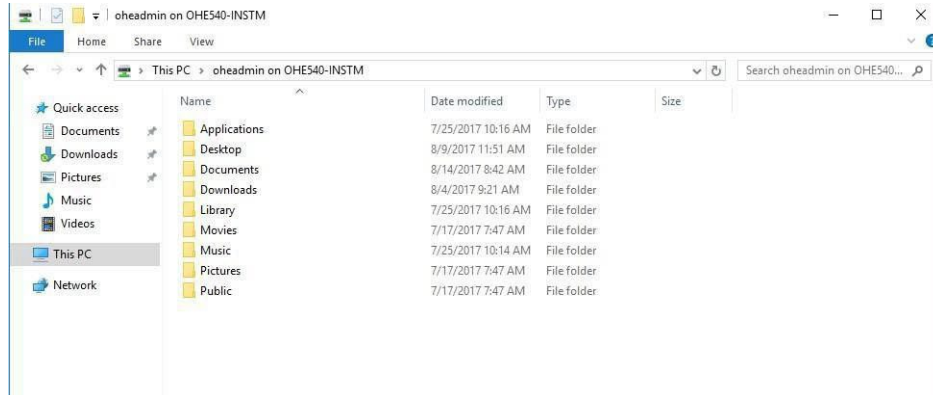 oheadmin on OHE540-INSTM
File Home Share View
This PC > oheadmin on OHE540-INSTM Search oheadmin on OHE540...
Name Date modified Type Size
Quick access
Documents
Downloads
Pictures
Music
Videos
This PC
Network
Applications 7/25/2017 10:16 AM File folder
Desktop 8/9/2017 11:51 AM File folder
Documents 8/14/2017 8:42 AM File folder
Downloads 8/4/2017 9:21 AM File folder
Library 7/25/2017 10:16 AM File folder
Movies 7/17/2017 7:47 AM File folder
Music 7/25/2017 10:14 AM File folder
Pictures 7/17/2017 7:47 AM File folder
Public 7/17/2017 7:47 AM File folder